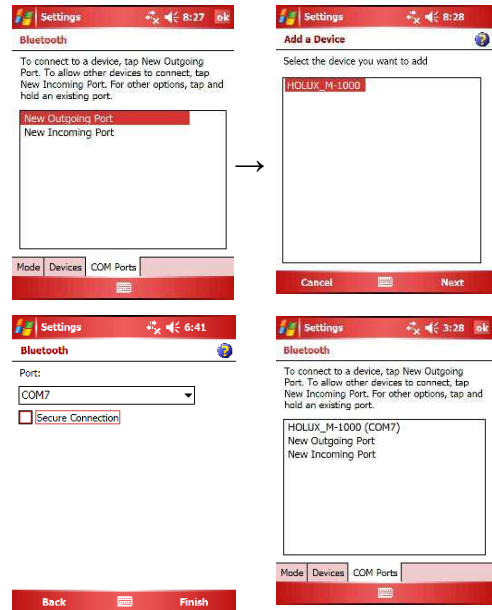 Settings 8:27 ok
Bluetooth
To connect to a device, tap New Outgoing
Port. To allow other devices to connect, tap
New Incoming Port. For other options, tap and
hold an existing port.
New Outgoing Port
New Incoming Port
Mode Devices COM Ports
→
Settings 8:28
Add a Device
Select the device you want to add
HOLUX_M-1000
Cancel Next
Settings 6:41
Bluetooth
Port:
COM7
Secure Connection
Back Finish
Settings 3:28 ok
Bluetooth
To connect to a device, tap New Outgoing
Port. To allow other devices to connect, tap
New Incoming Port. For other options, tap and
hold an existing port.
HOLUX_M-1000 (COM7)
New Outgoing Port
New Incoming Port
Mode Devices COM Ports